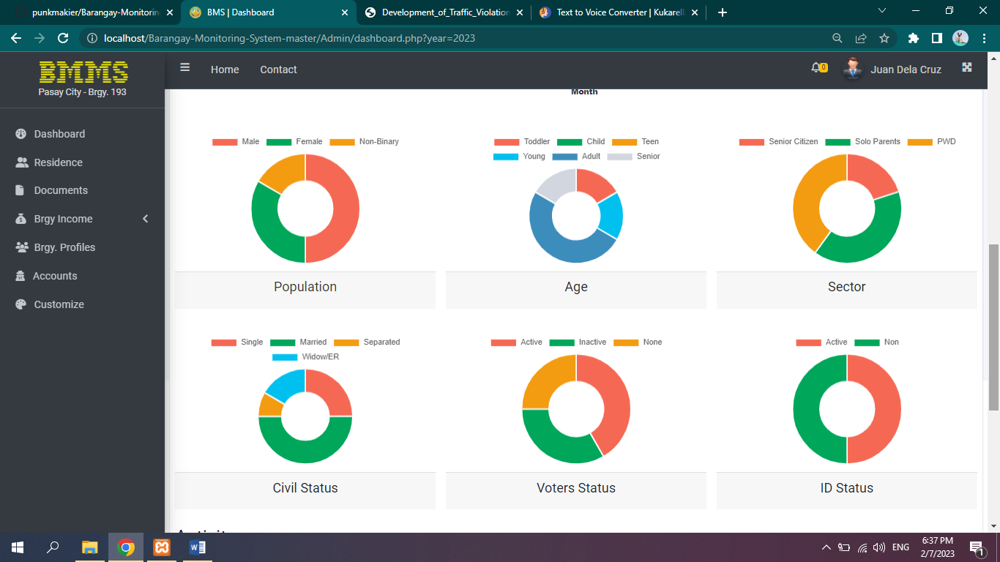 punkmakier/Barangay-Monitorin
BMS | Dashboard
Development_of_Traffic_Violation
Text to Voice Converter | Kukarell
localhost/Barangay-Monitoring-System-master/Admin/dashboard.php?year=2023
BMMS
Pasay City - Brgy. 193
Home
Contact
0
Juan Dela Cruz
Dashboard
Residence
Documents
Brgy Income
Brgy. Profiles
Accounts
Customize
Month
Male Female Non-Binary
Population
Toddler Child Teen
Young Adult Senior
Age
Senior Citizen Solo Parents PWD
Sector
Single Married Separated
Widow/ER
Civil Status
Active Inactive None
Voters Status
Active Non
ID Status
ENG
6:37 PM
2/7/2023
1